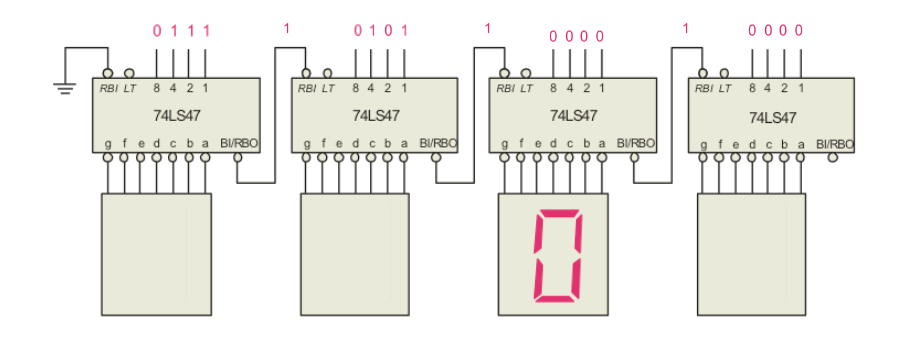 1 1 1
0 1 1 1 0 1 0 1 0 0 0 0 0 0 0 0
RBI LT 8 4 2 1 RBI LT 8 4 2 1 RBI LT 8 4 2 1 RBI LT 8 4 2 1
74LS47 74LS47 74LS47 74LS47
g f e d c b a BI/RBO g f e d c b a BI/RBO g f e d c b a BI/RBO g f e d c b a BI/RBO
0